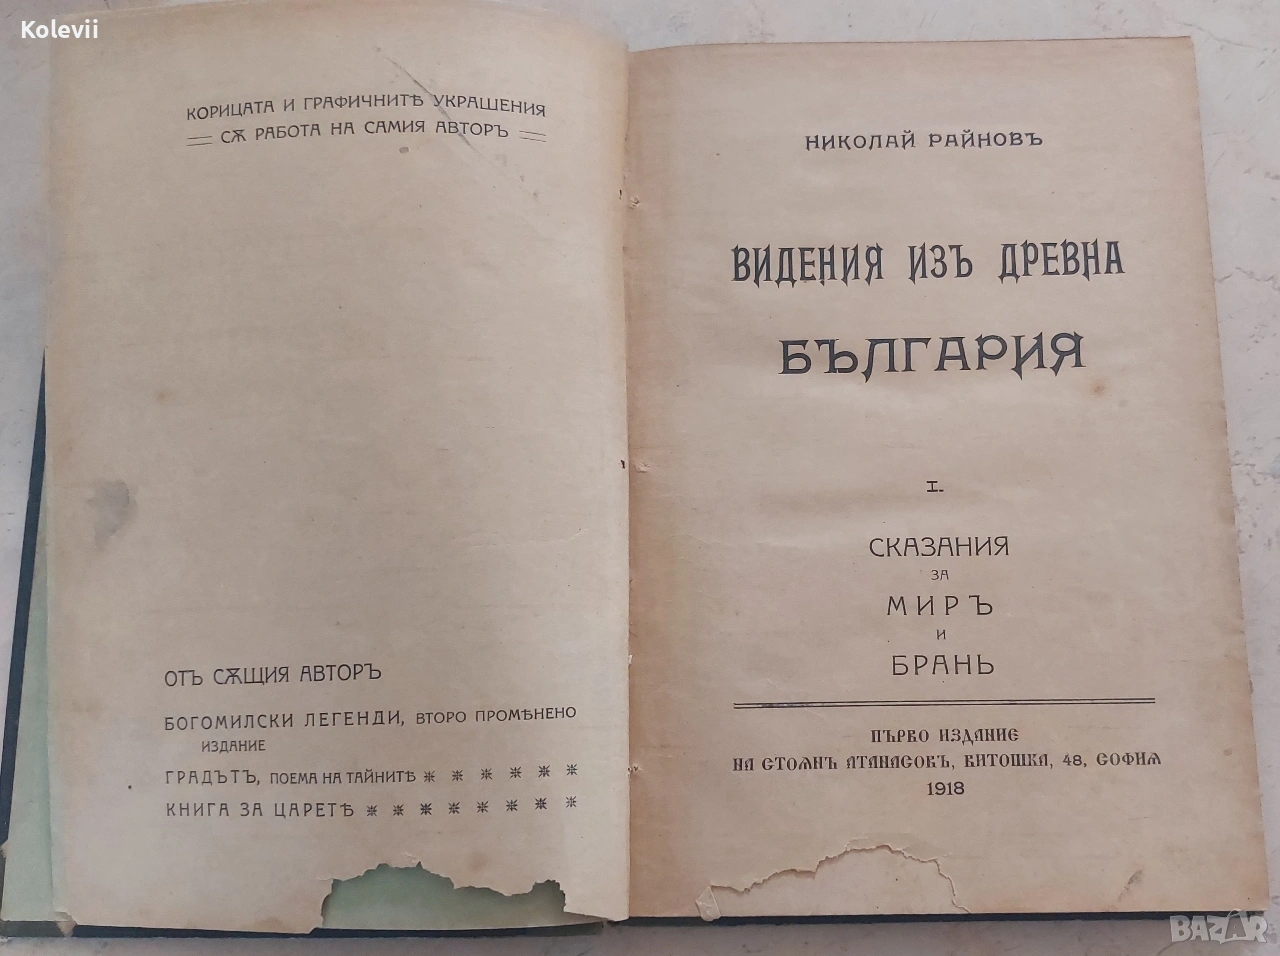 Kolevii
КОРИЦАТА И ГРАФИЧНИТѢ УКРАШЕНИЯ
СѪ РАБОТА НА САМИЯ АВТОРЪ
ОТЪ СѪЩИЯ АВТОРЪ
БОГОМИЛСКИ ЛЕГЕНДИ, ВТОРО ПРОМѢНЕНО
ИЗДАНИЕ
ГРАДЪТЪ, ПОЕМА НА ТАЙНИТѢ
КНИГА ЗА ЦАРЕТѢ
НИКОЛАЙ РАЙНОВЪ
ВИДЕНИЯ ИЗЪ ДРЕВНА
БЪЛГАРИЯ
I.
СКАЗАНИЯ
ЗА
МИРЪ
И
БРАНЬ
ПЪРВО ИЗДАНИЕ
НА СТОЯНЪ АТАНАСОВЪ, ВИТОШКА, 48, СОФИЯ
1918
BAZAR